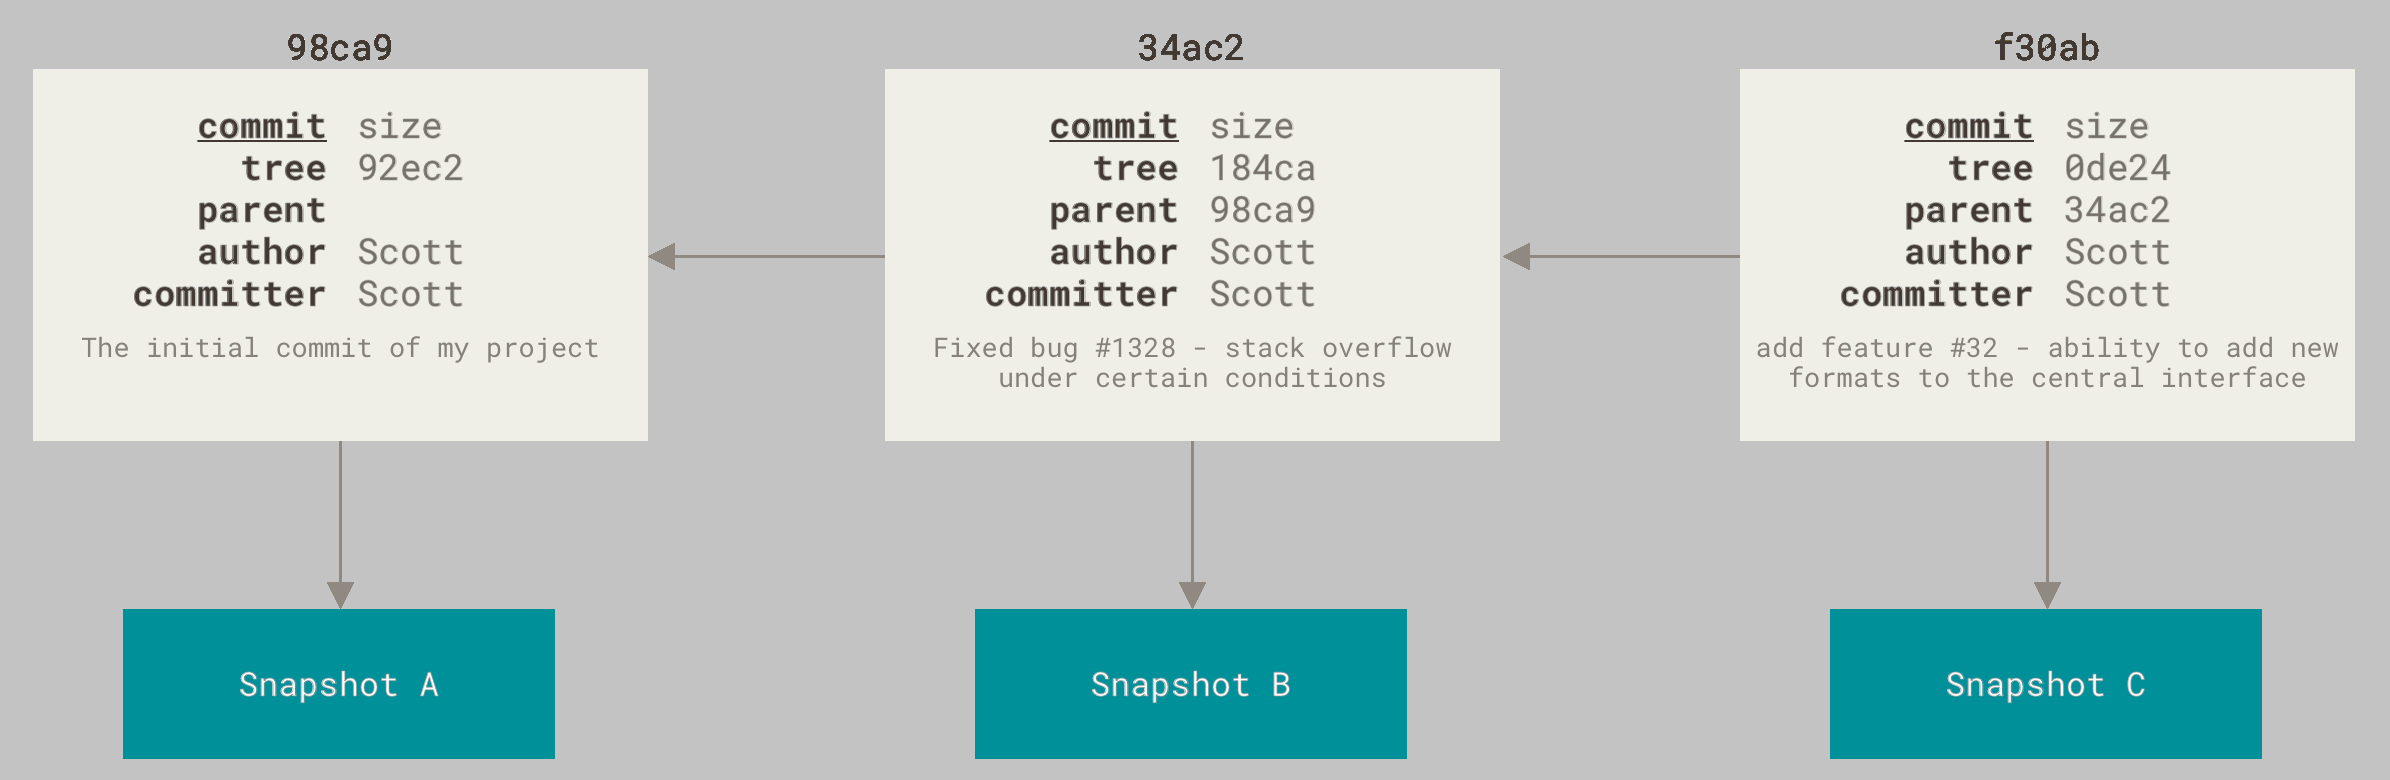 98ca9
commit size
tree 92ec2
parent
author Scott
committer Scott
The initial commit of my project
Snapshot A
34ac2
commit size
tree 184ca
parent 98ca9
author Scott
committer Scott
Fixed bug #1328 - stack overflow
under certain conditions
Snapshot B
f30ab
commit size
tree 0de24
parent 34ac2
author Scott
committer Scott
add feature #32 - ability to add new
formats to the central interface
Snapshot C